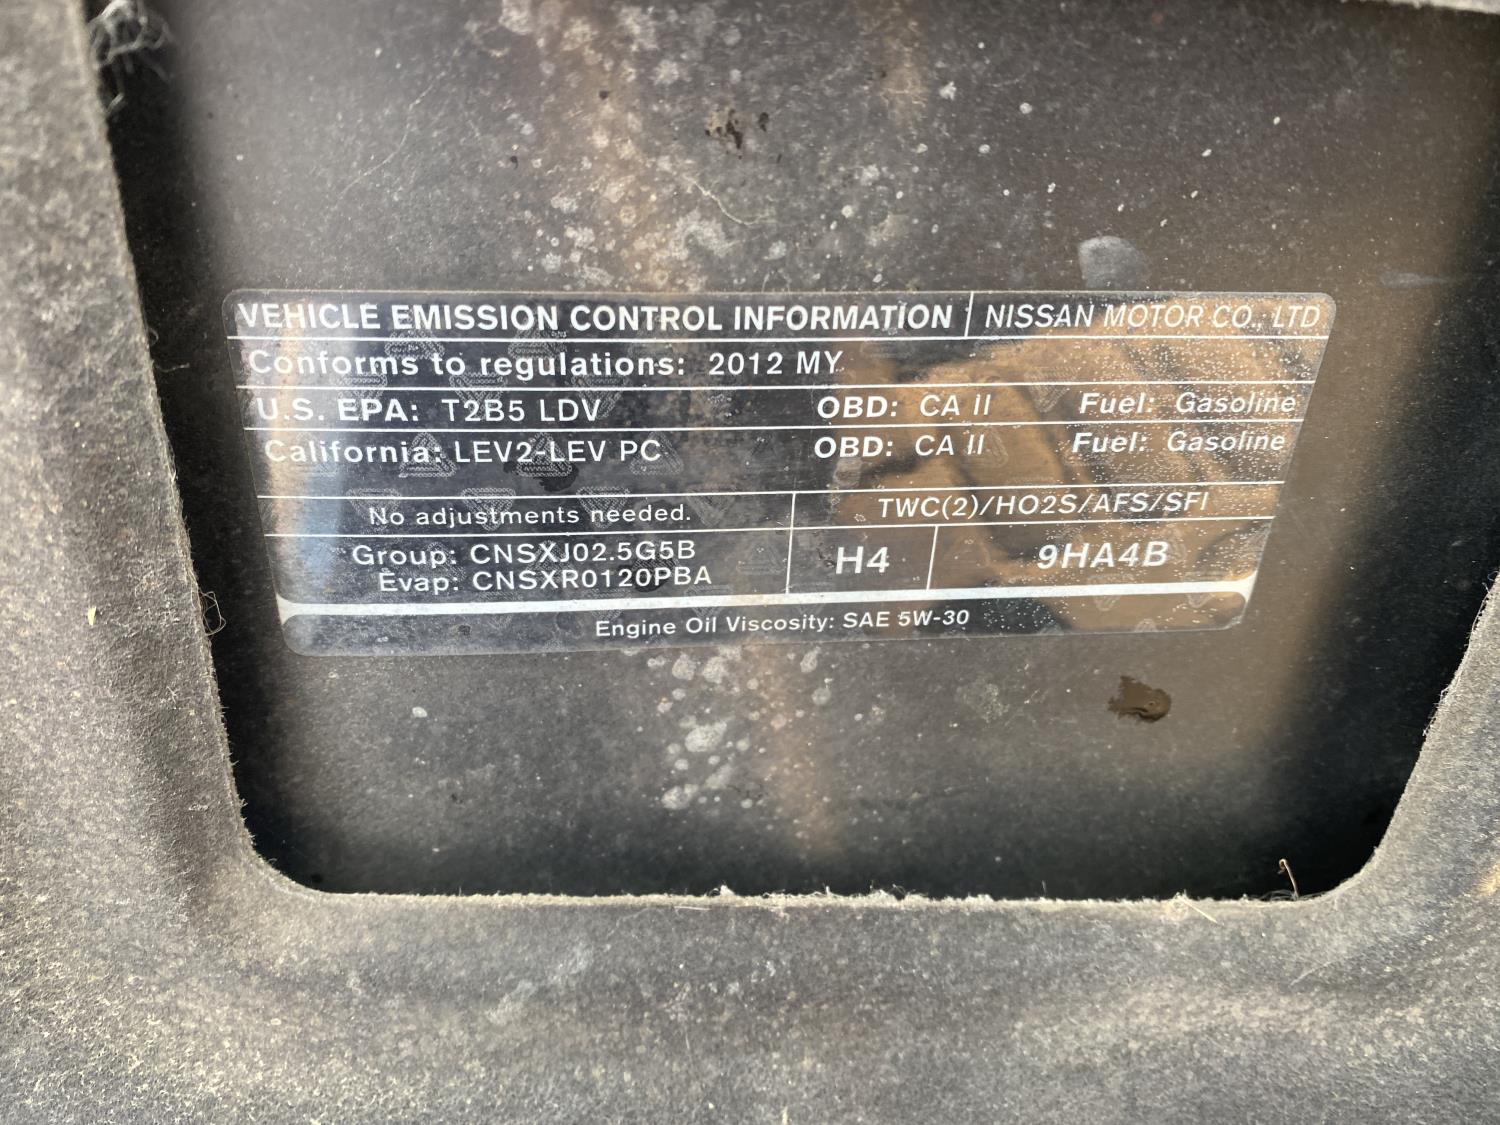 VEHICLE EMISSION CONTROL INFORMATION NISSAN MOTOR CO., LTD
Conforms to regulations: 2012 MY
U.S. EPA: T2B5 LDV OBD: CA II Fuel: Gasoline
California: LEV2-LEV PC OBD: CA II Fuel: Gasoline
No adjustments needed. TWC(2)/HO2S/AFS/SFI
Group: CNSXJ02.5G5B H4 9HA4B
Evap: CNSXR0120PBA
Engine Oil Viscosity: SAE 5W-30